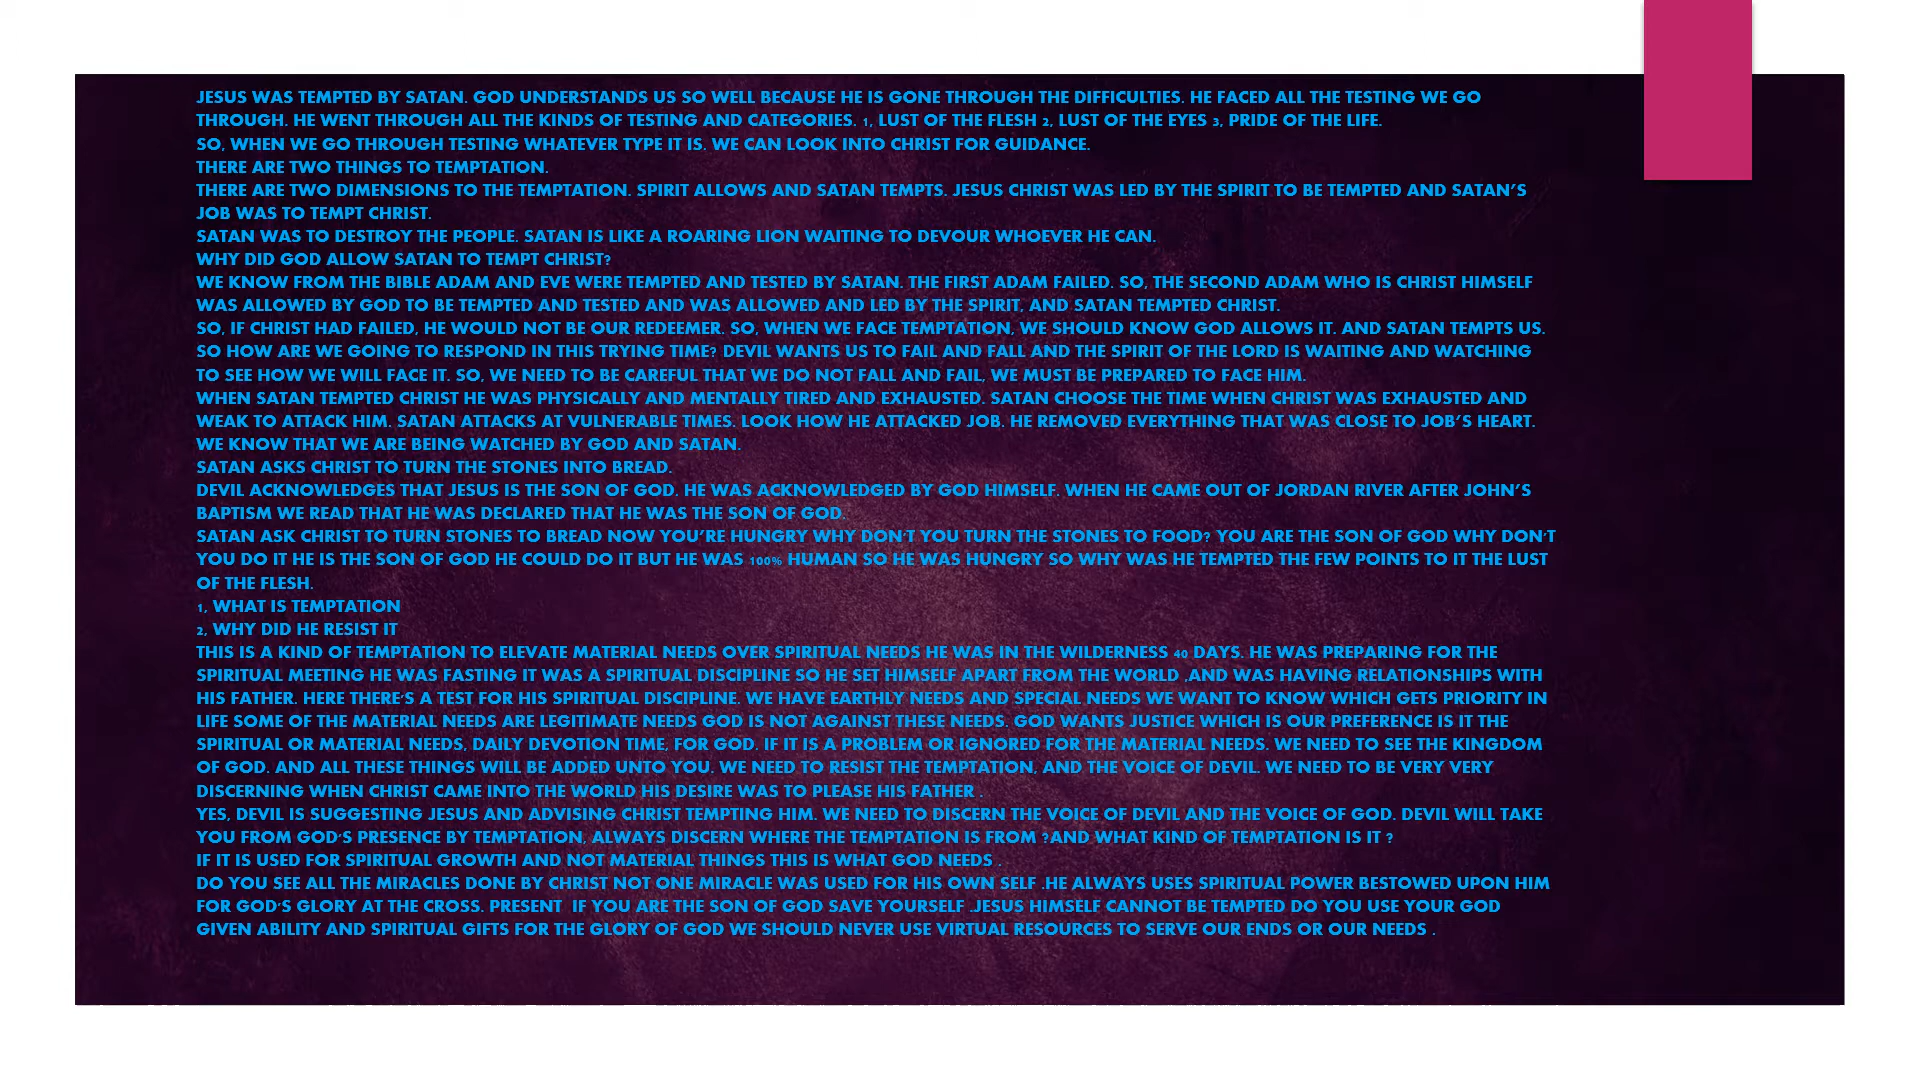 JESUS WAS TEMPTED BY SATAN. GOD UNDERSTANDS US SO WELL BECAUSE HE IS GONE THROUGH THE DIFFICULTIES. HE FACED ALL THE TESTING WE GO
THROUGH. HE WENT THROUGH ALL THE KINDS OF TESTING AND CATEGORIES. 1, LUST OF THE FLESH 2, LUST OF THE EYES 3, PRIDE OF THE LIFE.
SO, WHEN WE GO THROUGH TESTING WHATEVER TYPE IT IS. WE CAN LOOK INTO CHRIST FOR GUIDANCE.
THERE ARE TWO THINGS TO TEMPTATION.
THERE ARE TWO DIMENSIONS TO THE TEMPTATION. SPIRIT ALLOWS AND SATAN TEMPTS. JESUS CHRIST WAS LED BY THE SPIRIT TO BE TEMPTED AND SATAN'S
JOB WAS TO TEMPT CHRIST.
SATAN WAS TO DESTROY THE PEOPLE. SATAN IS LIKE A ROARING LION WAITING TO DEVOUR WHOEVER HE CAN.
WHY DID GOD ALLOW SATAN TO TEMPT CHRIST?
WE KNOW FROM THE BIBLE ADAM AND EVE WERE TEMPTED AND TESTED BY SATAN. THE FIRST ADAM FAILED. SO, THE SECOND ADAM WHO IS CHRIST HIMSELF
WAS ALLOWED BY GOD TO BE TEMPTED AND TESTED AND WAS ALLOWED AND LED BY THE SPIRIT, AND SATAN TEMPTED CHRIST.
SO, IF CHRIST HAD FAILED, HE WOULD NOT BE OUR REDEEMER. SO, WHEN WE FACE TEMPTATION, WE SHOULD KNOW GOD ALLOWS IT. AND SATAN TEMPTS US.
SO HOW ARE WE GOING TO RESPOND IN THIS TRYING TIME? DEVIL WANTS US TO FAIL AND FALL AND THE SPIRIT OF THE LORD IS WAITING AND WATCHING
TO SEE HOW WE WILL FACE IT. SO, WE NEED TO BE CAREFUL THAT WE DO NOT FALL AND FAIL, WE MUST BE PREPARED TO FACE HIM.
WHEN SATAN TEMPTED CHRIST HE WAS PHYSICALLY AND MENTALLY TIRED AND EXHAUSTED. SATAN CHOOSE THE TIME WHEN CHRIST WAS EXHAUSTED AND
WEAK TO ATTACK HIM. SATAN ATTACKS AT VULNERABLE TIMES. LOOK HOW HE ATTACKED JOB. HE REMOVED EVERYTHING THAT WAS CLOSE TO JOB'S HEART.
WE KNOW THAT WE ARE BEING WATCHED BY GOD AND SATAN.
SATAN ASKS CHRIST TO TURN THE STONES INTO BREAD.
DEVIL ACKNOWLEDGES THAT JESUS IS THE SON OF GOD. HE WAS ACKNOWLEDGED BY GOD HIMSELF. WHEN HE CAME OUT OF JORDAN RIVER AFTER JOHN'S
BAPTISM WE READ THAT HE WAS DECLARED THAT HE WAS THE SON OF GOD.
SATAN ASK CHRIST TO TURN STONES TO BREAD NOW YOU'RE HUNGRY WHY DON'T YOU TURN THE STONES TO FOOD? YOU ARE THE SON OF GOD WHY DON'T
YOU DO IT HE IS THE SON OF GOD HE COULD DO IT BUT HE WAS 100% HUMAN SO HE WAS HUNGRY SO WHY WAS HE TEMPTED THE FEW POINTS TO IT THE LUST
OF THE FLESH.
1, WHAT IS TEMPTATION
2, WHY DID HE RESIST IT
THIS IS A KIND OF TEMPTATION TO ELEVATE MATERIAL NEEDS OVER SPIRITUAL NEEDS HE WAS IN THE WILDERNESS 40 DAYS. HE WAS PREPARING FOR THE
SPIRITUAL MEETING HE WAS FASTING IT WAS A SPIRITUAL DISCIPLINE SO HE SET HIMSELF APART FROM THE WORLD ,AND WAS HAVING RELATIONSHIPS WITH
HIS FATHER. HERE THERE'S A TEST FOR HIS SPIRITUAL DISCIPLINE. WE HAVE EARTHLY NEEDS AND SPECIAL NEEDS WE WANT TO KNOW WHICH GETS PRIORITY IN
LIFE SOME OF THE MATERIAL NEEDS ARE LEGITIMATE NEEDS GOD IS NOT AGAINST THESE NEEDS. GOD WANTS JUSTICE WHICH IS OUR PREFERENCE IS IT THE
SPIRITUAL OR MATERIAL NEEDS, DAILY DEVOTION TIME, FOR GOD. IF IT IS A PROBLEM OR IGNORED FOR THE MATERIAL NEEDS. WE NEED TO SEE THE KINGDOM
OF GOD. AND ALL THESE THINGS WILL BE ADDED UNTO YOU. WE NEED TO RESIST THE TEMPTATION, AND THE VOICE OF DEVIL. WE NEED TO BE VERY VERY
DISCERNING WHEN CHRIST CAME INTO THE WORLD HIS DESIRE WAS TO PLEASE HIS FATHER .
YES, DEVIL IS SUGGESTING JESUS AND ADVISING CHRIST TEMPTING HIM. WE NEED TO DISCERN THE VOICE OF DEVIL AND THE VOICE OF GOD. DEVIL WILL TAKE
YOU FROM GOD'S PRESENCE BY TEMPTATION, ALWAYS DISCERN WHERE THE TEMPTATION IS FROM ?AND WHAT KIND OF TEMPTATION IS IT ?
IF IT IS USED FOR SPIRITUAL GROWTH AND NOT MATERIAL THINGS THIS IS WHAT GOD NEEDS .
DO YOU SEE ALL THE MIRACLES DONE BY CHRIST NOT ONE MIRACLE WAS USED FOR HIS OWN SELF .HE ALWAYS USES SPIRITUAL POWER BESTOWED UPON HIM
FOR GOD'S GLORY AT THE CROSS. PRESENT  IF YOU ARE THE SON OF GOD SAVE YOURSELF .JESUS HIMSELF CANNOT BE TEMPTED DO YOU USE YOUR GOD
GIVEN ABILITY AND SPIRITUAL GIFTS FOR THE GLORY OF GOD WE SHOULD NEVER USE VIRTUAL RESOURCES TO SERVE OUR ENDS OR OUR NEEDS .